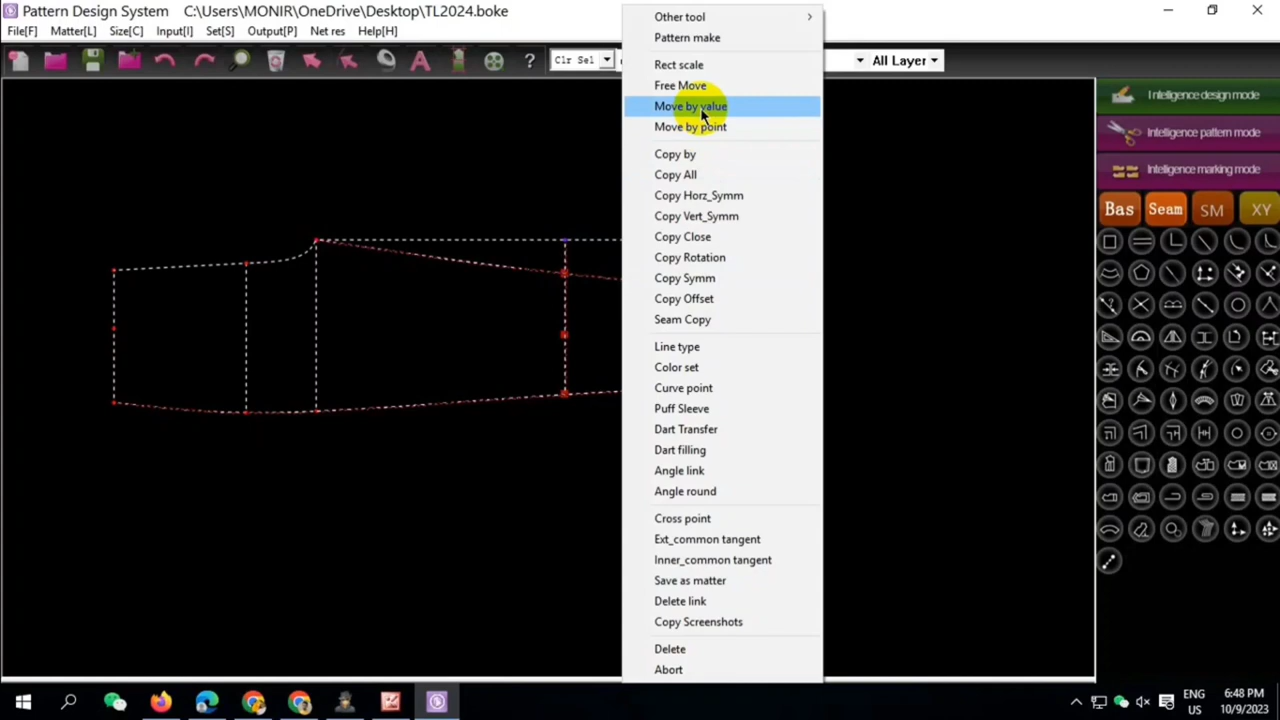 Pattern Design System C:\Users\MONIR\OneDrive\Desktop\TL2024.boke
File[F] Matter[L] Size[C] Input[I] Set[S] Output[P] Net res Help[H]
Clr Sel All Layer
Other tool
Pattern make
Rect scale
Free Move
Move by value
Move by point
Copy by
Copy All
Copy Horz_Symm
Copy Vert_Symm
Copy Close
Copy Rotation
Copy Symm
Copy Offset
Seam Copy
Line type
Color set
Curve point
Puff Sleeve
Dart Transfer
Dart filling
Angle link
Angle round
Cross point
Ext_common tangent
Inner_common tangent
Save as matter
Delete link
Copy Screenshots
Delete
Abort
Intelligence design mode
Intelligence pattern mode
Intelligence marking mode
Bas Seam SM XY
ENG 6:48 PM
US 10/9/2023